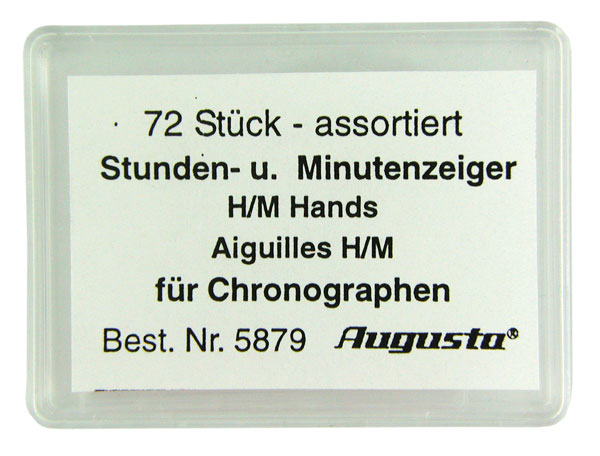 72 Stück - assortiert
Stunden- u. Minutenzeiger
H/M Hands
Aiguilles H/M
für Chronographen
Best. Nr. 5879 Augusta®